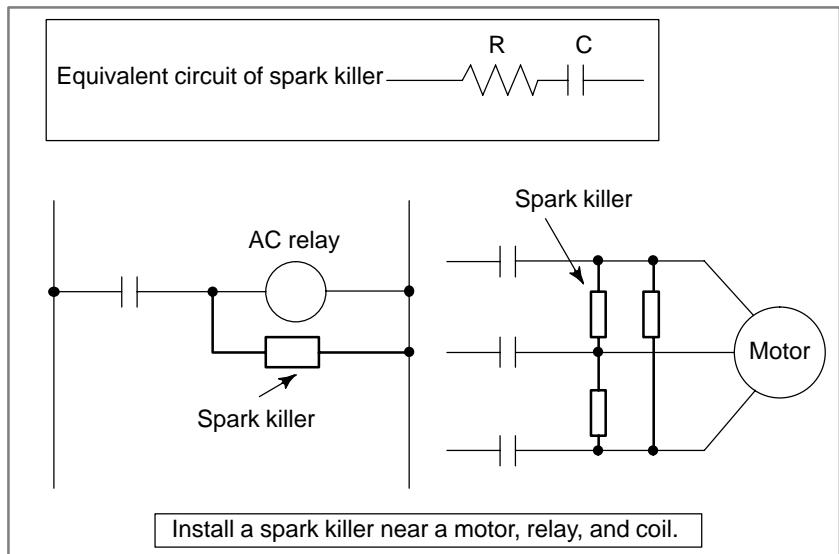 R
C
Equivalent circuit of spark killer
Spark killer
AC relay
Motor
Spark killer
Install a spark killer near a motor, relay, and coil.